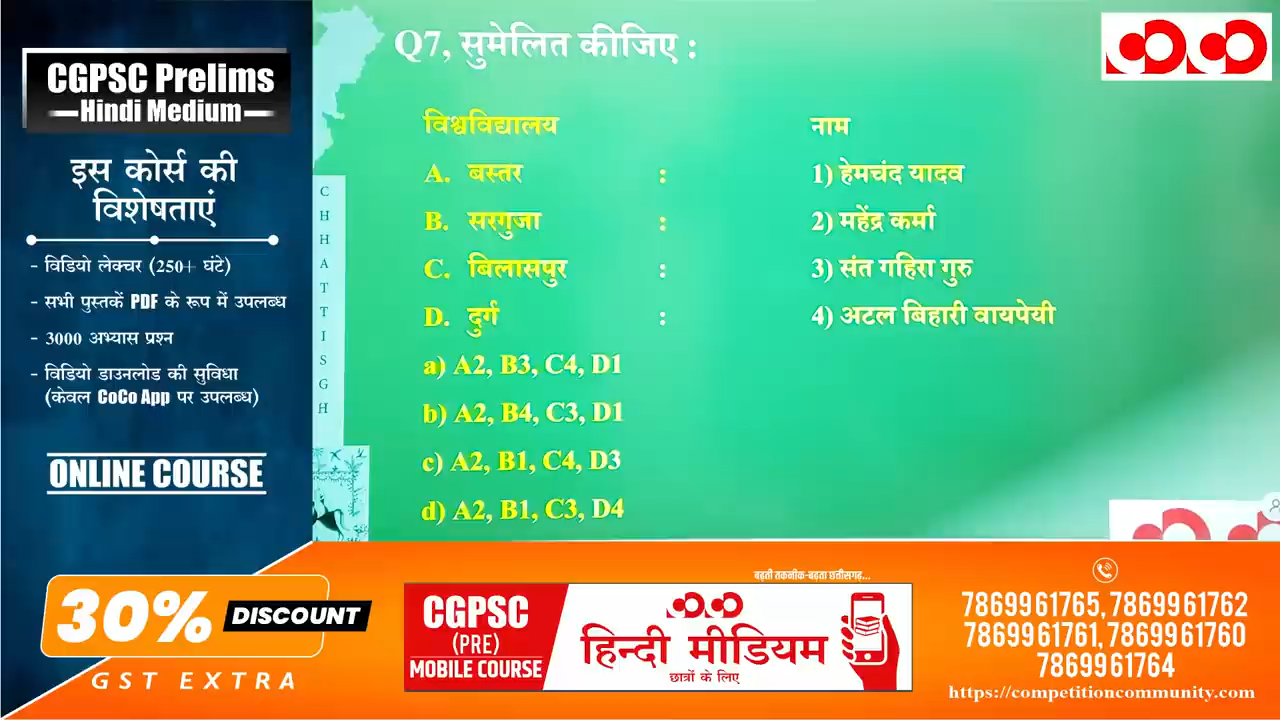 CGPSC Prelims
Hindi Medium
इस कोर्स की
विशेषताएं
- विडियो लेक्चर (250+ घंटे)
- सभी पुस्तकें PDF के रूप में उपलब्ध
- 3000 अभ्यास प्रश्न
- विडियो डाउनलोड की सुविधा
(केवल CoCo App पर उपलब्ध)
ONLINE COURSE
CHHATTISGH
Q7, सुमेलित कीजिए :
विश्वविद्यालय नाम
A. बस्तर : 1) हेमचंद यादव
B. सरगुजा : 2) महेंद्र कर्मा
C. बिलासपुर : 3) संत गहिरा गुरु
D. दुर्ग : 4) अटल बिहारी वायपेयी
a) A2, B3, C4, D1
b) A2, B4, C3, D1
c) A2, B1, C4, D3
d) A2, B1, C3, D4
30% DISCOUNT
GST EXTRA
बढ़ती तकनीक-बढ़ता छत्तीसगढ़...
CGPSC
(PRE)
MOBILE COURSE
हिन्दी मीडियम
छात्रों के लिए
7869961765, 7869961762
7869961761, 7869961760
7869961764
https://competitioncommunity.com